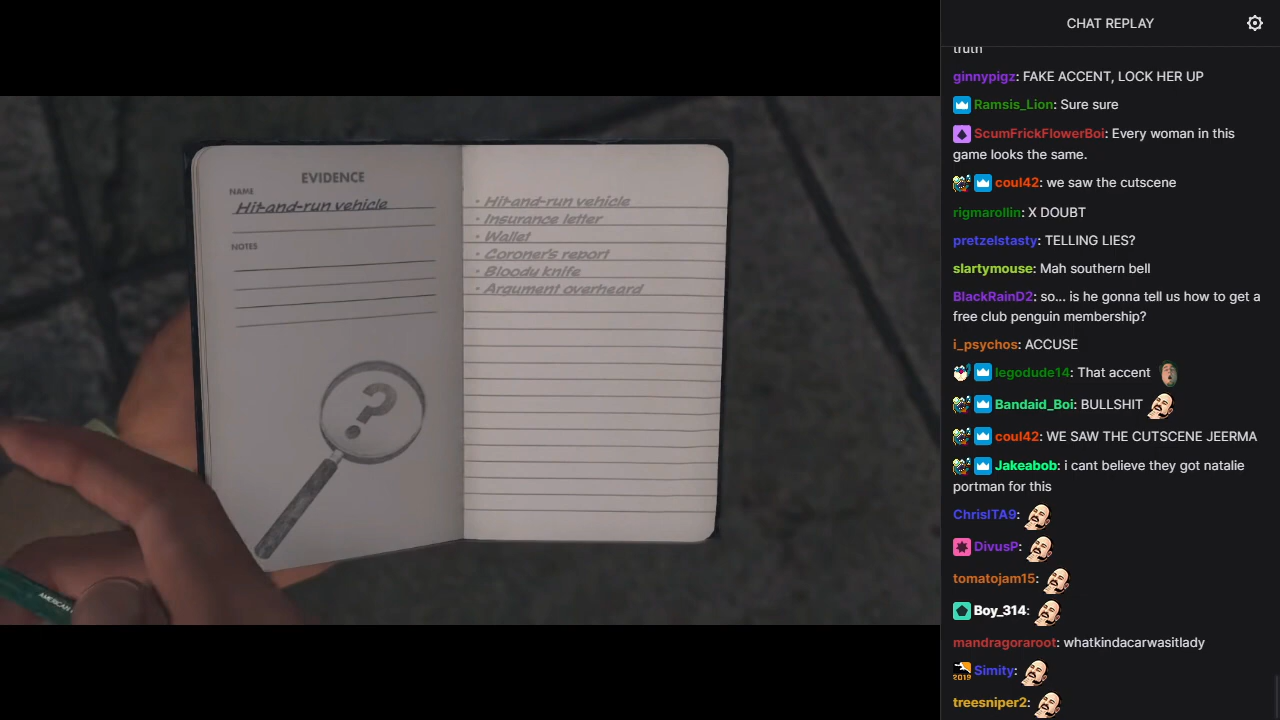 EVIDENCE
NAME
Hit-and-run vehicle
NOTES
• Hit-and-run vehicle
• Insurance letter
• Wallet
• Coroner's report
• Bloody knife
• Argument overheard
AMERICAN
CHAT REPLAY
truth
ginnypigz: FAKE ACCENT, LOCK HER UP
Ramsis_Lion: Sure sure
ScumFrickFlowerBoi: Every woman in this
game looks the same.
coul42: we saw the cutscene
rigmarollin: X DOUBT
pretzelstasty: TELLING LIES?
slartymouse: Mah southern bell
BlackRainD2: so... is he gonna tell us how to get a
free club penguin membership?
i_psychos: ACCUSE
legodude14: That accent
Bandaid_Boi: BULLSHIT
coul42: WE SAW THE CUTSCENE JEERMA
Jakeabob: i cant believe they got natalie
portman for this
ChrisITA9:
DivusP:
tomatojam15:
Boy_314:
mandragoraroot: whatkindacarwasitlady
2019 Simity:
treesniper2: